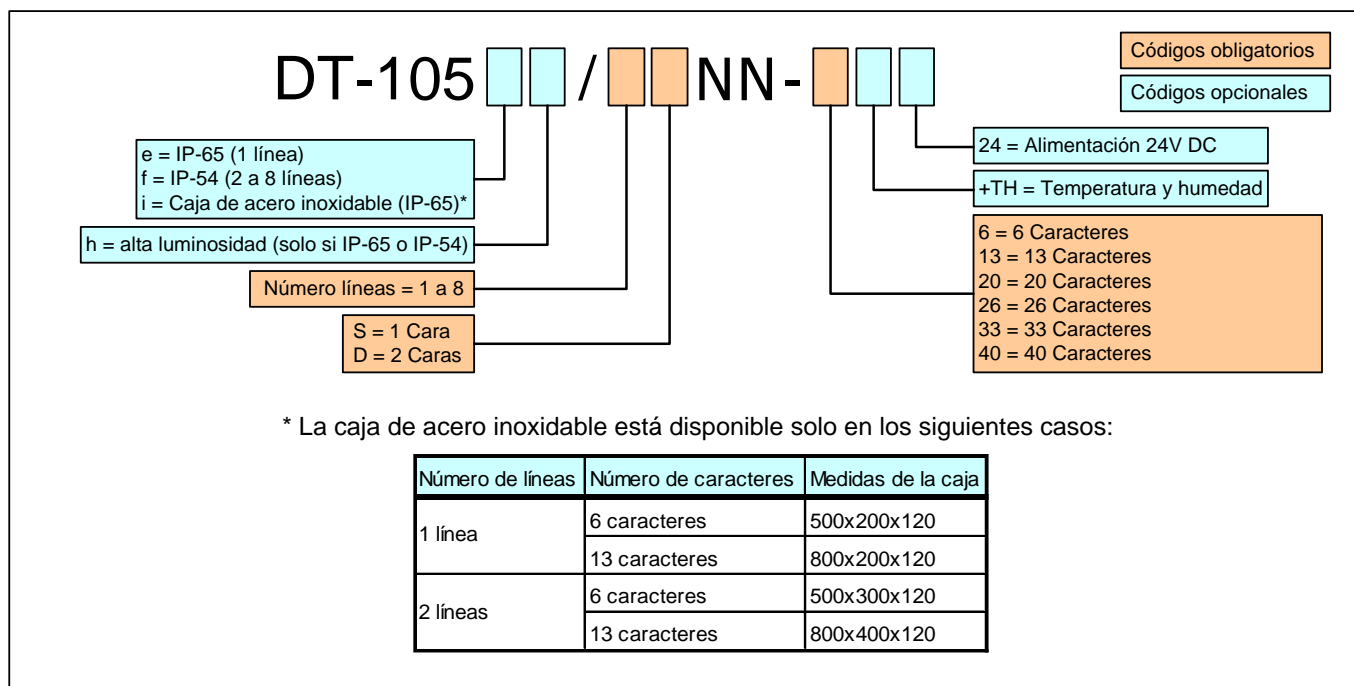 DT-105 / NN-
Códigos obligatorios
Códigos opcionales
e = IP-65 (1 línea)
f = IP-54 (2 a 8 líneas)
i = Caja de acero inoxidable (IP-65)*
h = alta luminosidad (solo si IP-65 o IP-54)
Número líneas = 1 a 8
S = 1 Cara
D = 2 Caras
24 = Alimentación 24V DC
+TH = Temperatura y humedad
6 = 6 Caracteres
13 = 13 Caracteres
20 = 20 Caracteres
26 = 26 Caracteres
33 = 33 Caracteres
40 = 40 Caracteres
* La caja de acero inoxidable está disponible solo en los siguientes casos:
Número de líneas Número de caracteres Medidas de la caja
1 línea 6 caracteres 500x200x120
13 caracteres 800x200x120
2 líneas 6 caracteres 500x300x120
13 caracteres 800x400x120